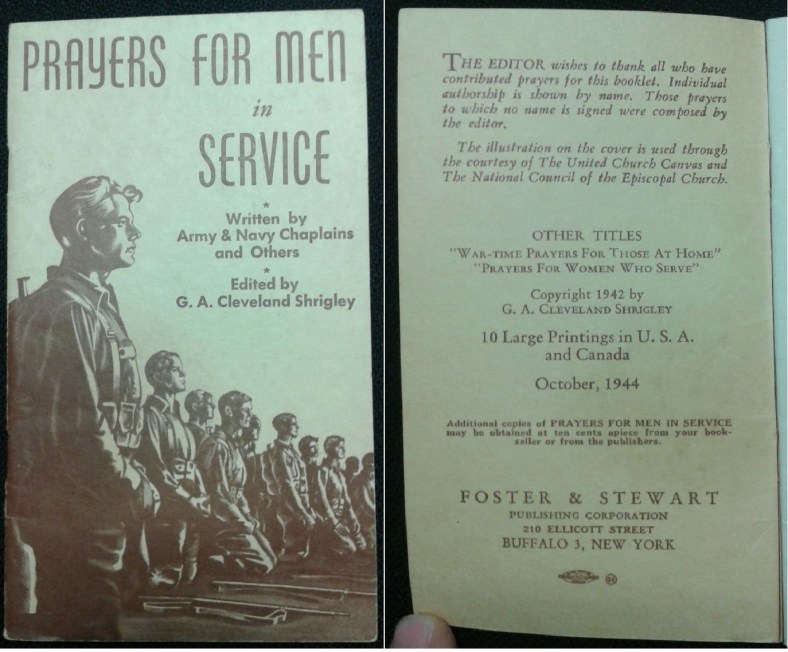 PRAYERS FOR MEN
in
SERVICE
★
Written by
Army & Navy Chaplains
and Others
★
Edited by
G. A. Cleveland Shrigley
THE EDITOR wishes to thank all who have
contributed prayers for this booklet. Individual
authorship is shown by name. Those prayers
to which no name is signed were composed by
the editor.
The illustration on the cover is used through
the courtesy of The United Church Canvas and
The National Council of the Episcopal Church.
OTHER TITLES
"WAR-TIME PRAYERS FOR THOSE AT HOME"
"PRAYERS FOR WOMEN WHO SERVE"
Copyright 1942 by
G. A. CLEVELAND SHRIGLEY
10 Large Printings in U. S. A.
and Canada
October, 1944
Additional copies of PRAYERS FOR MEN IN SERVICE
may be obtained at ten cents apiece from your book-
seller or from the publishers.
FOSTER & STEWART
PUBLISHING CORPORATION
210 ELLICOTT STREET
BUFFALO 3, NEW YORK